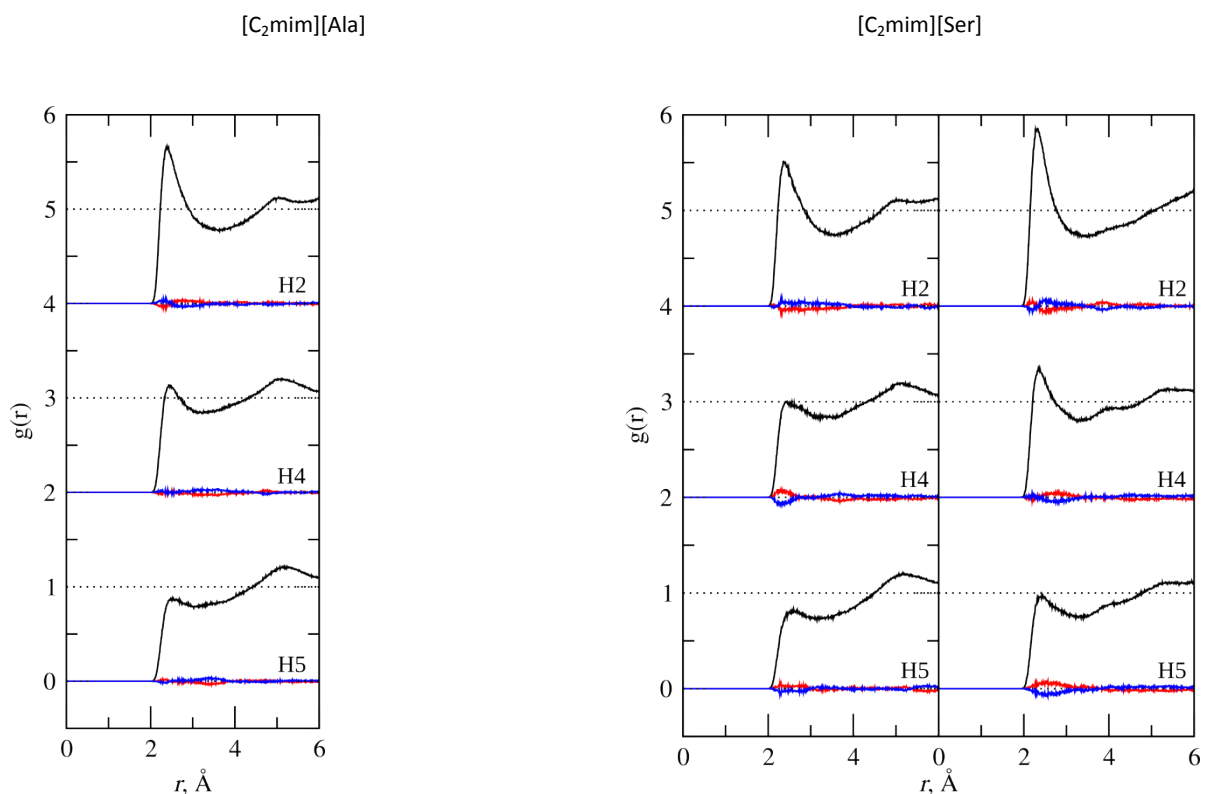 [C₂mim][Ala]
[C₂mim][Ser]
6
5
4
3
2
1
0
g(r)
H2
H4
H5
0 2 4 6
r, Å
6
5
4
3
2
1
0
g(r)
H2
H4
H5
H2
H4
H5
0 2 4 0 2 4 6
r, Å r, Å